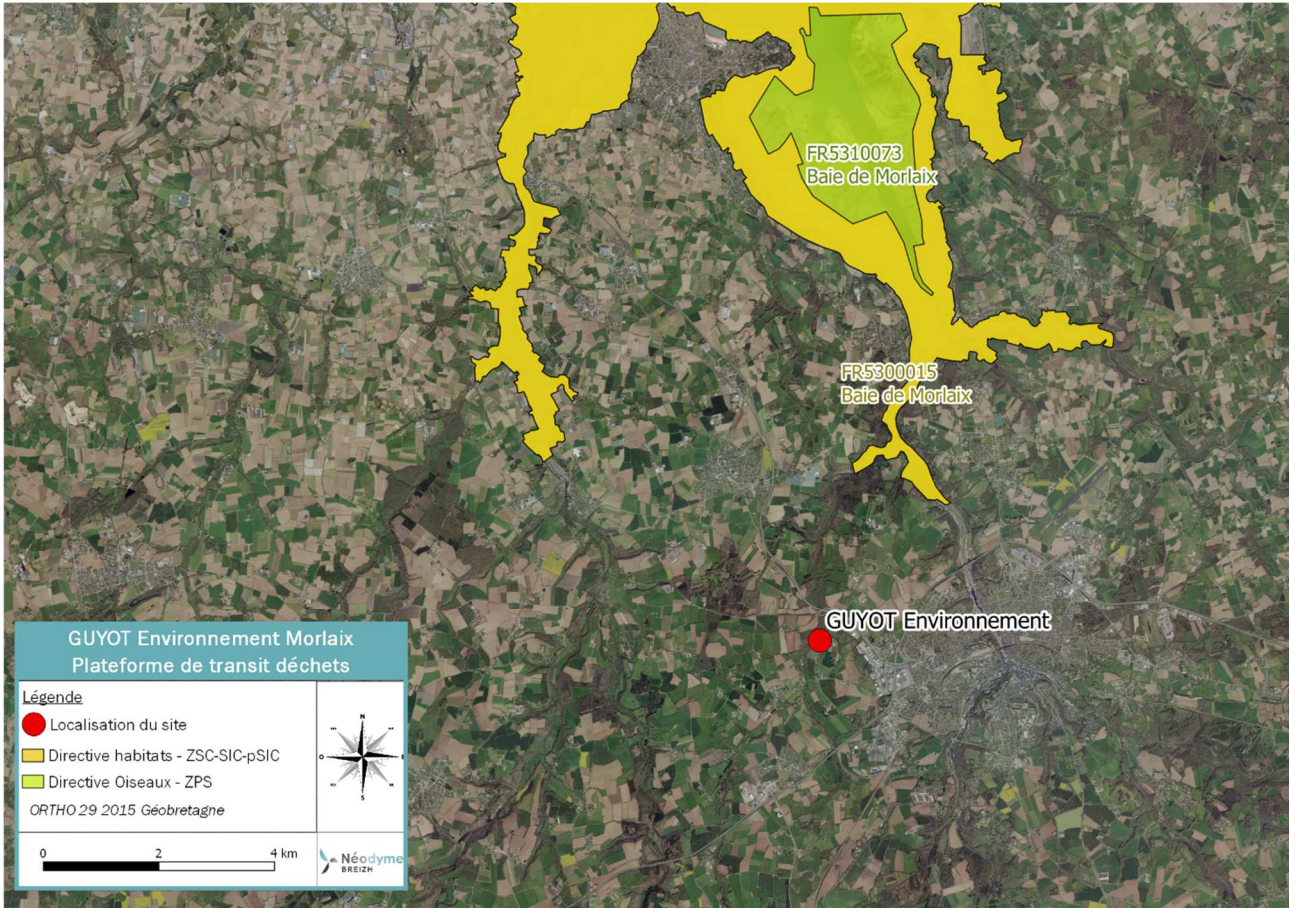 FR5310073
Baie de Morlaix
FR5300015
Baie de Morlaix
GUYOT Environnement
GUYOT Environnement Morlaix
Plateforme de transit déchets
Légende
Localisation du site
Directive habitats - ZSC-SIC-pSIC
Directive Oiseaux - ZPS
ORTHO 29 2015 Géobretagne
N
O
S
0 2 4 km
Néodyme
BREIZH